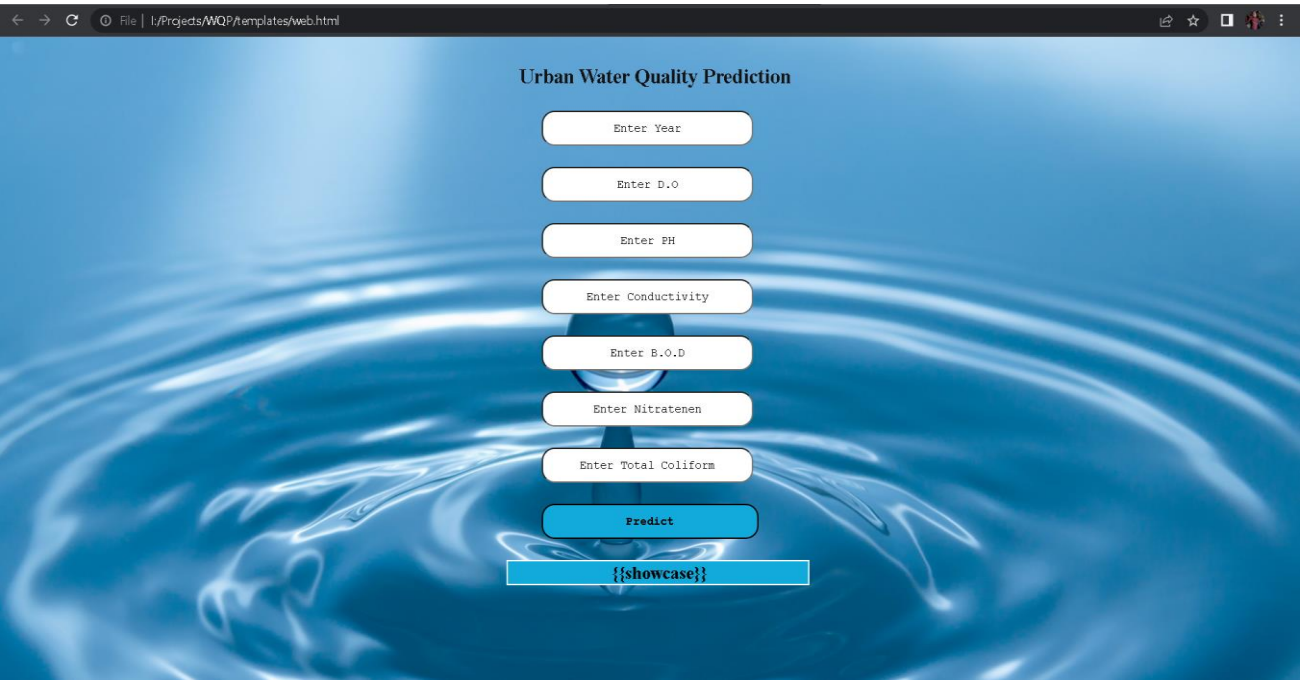 File | I:/Projects/WQP/templates/web.html
Urban Water Quality Prediction
Enter Year
Enter D.O
Enter PH
Enter Conductivity
Enter B.O.D
Enter Nitratenen
Enter Total Coliform
Predict
{{showcase}}